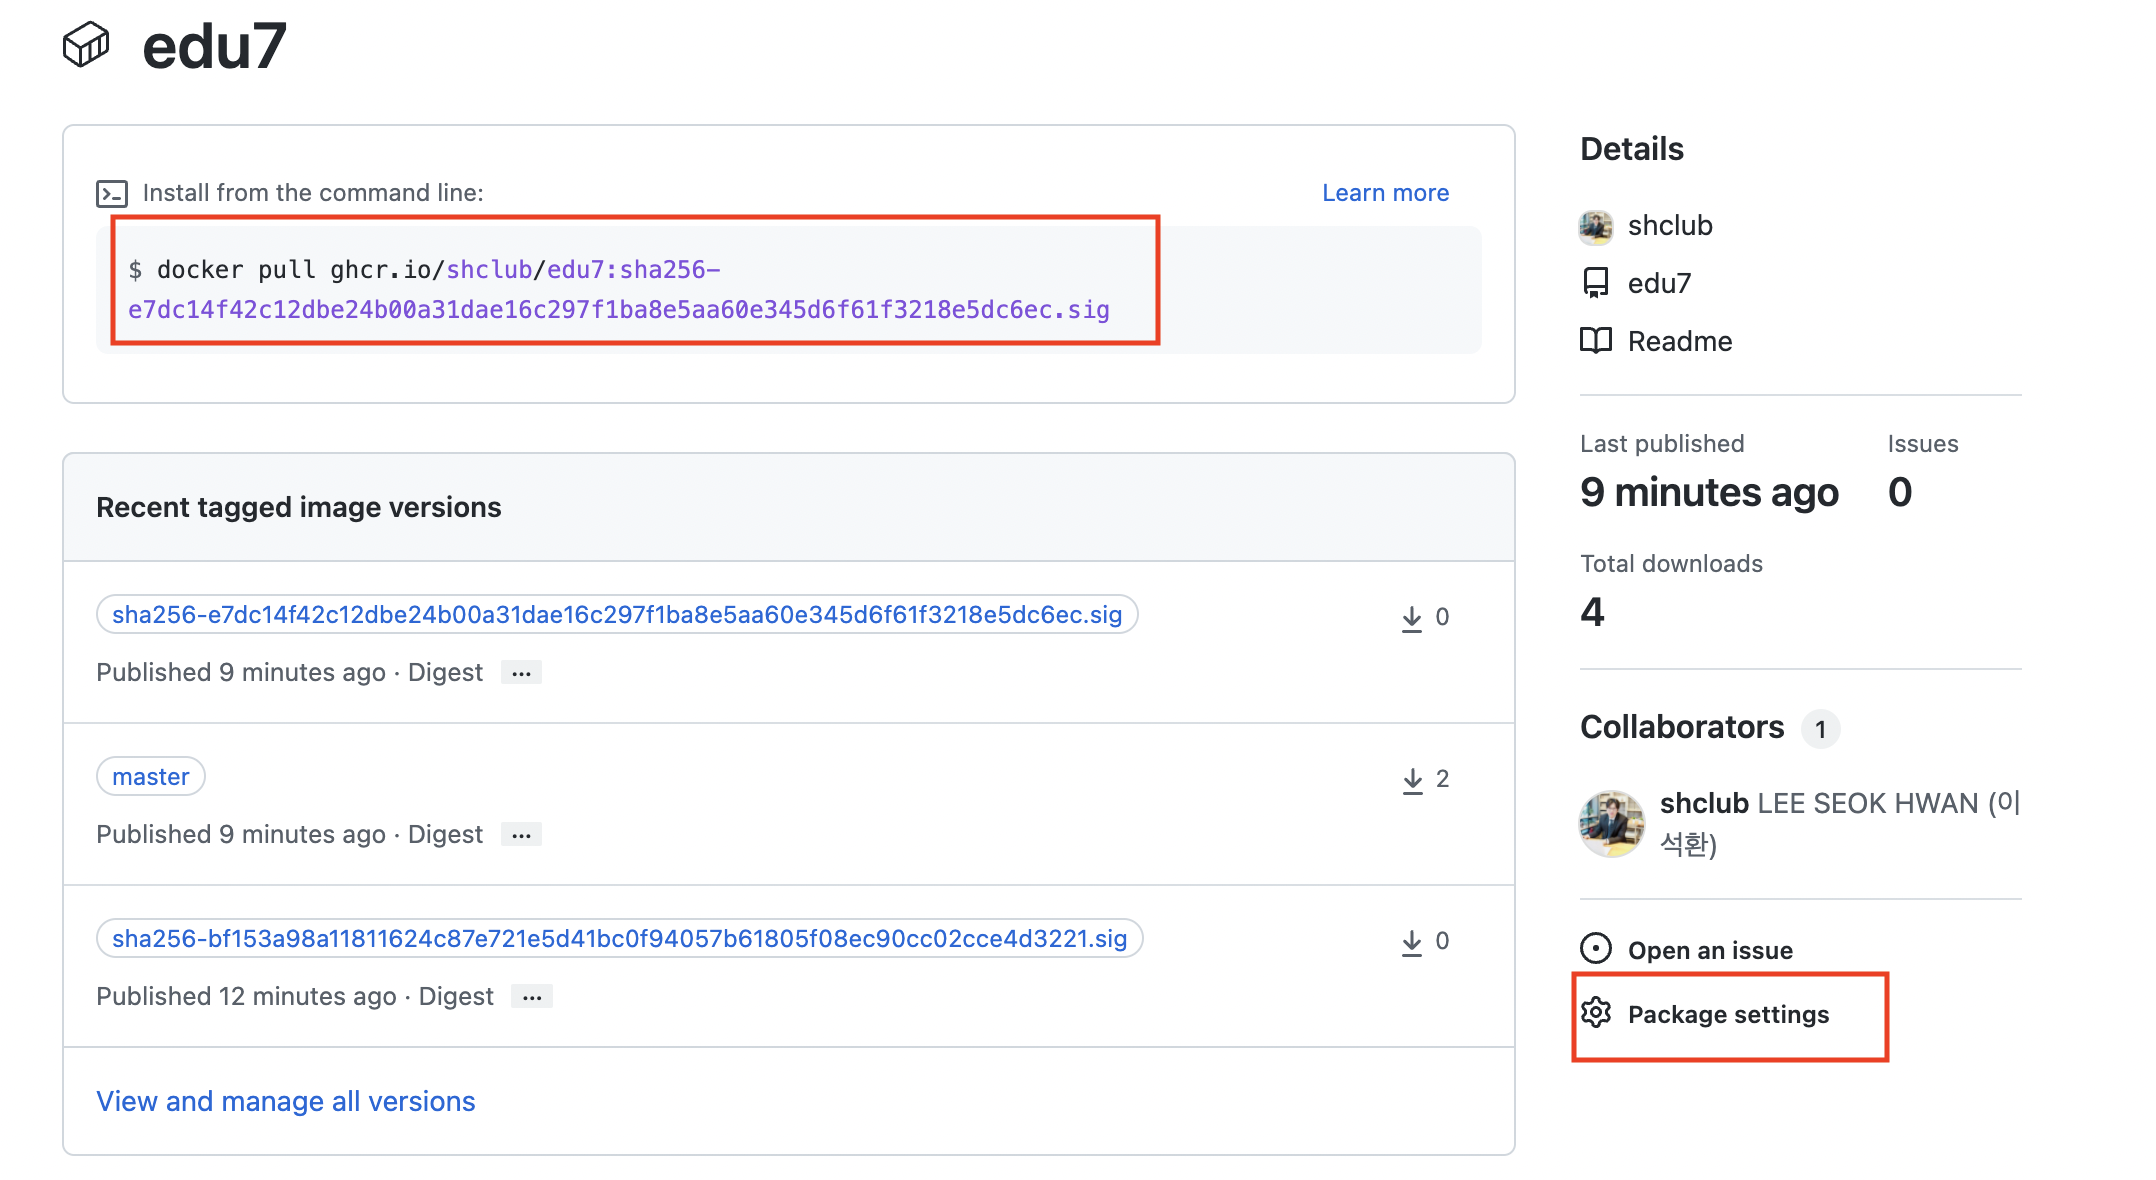 edu7
Install from the command line:
Learn more
$ docker pull ghcr.io/shclub/edu7:sha256-
e7dc14f42c12dbe24b00a31dae16c297f1ba8e5aa60e345d6f61f3218e5dc6ec.sig
Recent tagged image versions
sha256-e7dc14f42c12dbe24b00a31dae16c297f1ba8e5aa60e345d6f61f3218e5dc6ec.sig
0
Published 9 minutes ago · Digest ...
master
2
Published 9 minutes ago · Digest ...
sha256-bf153a98a11811624c87e721e5d41bc0f94057b61805f08ec90cc02cce4d3221.sig
0
Published 12 minutes ago · Digest ...
View and manage all versions
Details
shclub
edu7
Readme
Last published
9 minutes ago
Issues
0
Total downloads
4
Collaborators 1
shclub LEE SEOK HWAN (이
석환)
Open an issue
Package settings